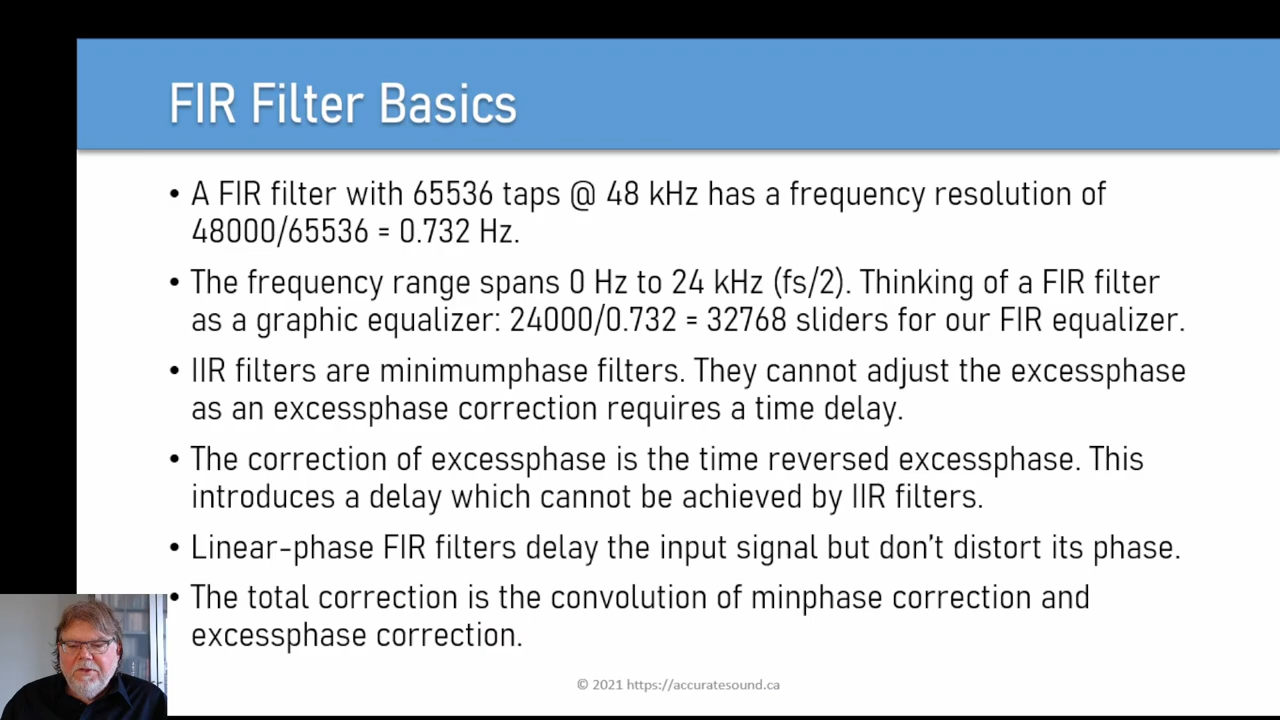 FIR Filter Basics
• A FIR filter with 65536 taps @ 48 kHz has a frequency resolution of
48000/65536 = 0.732 Hz.
• The frequency range spans 0 Hz to 24 kHz (fs/2). Thinking of a FIR filter
as a graphic equalizer: 24000/0.732 = 32768 sliders for our FIR equalizer.
• IIR filters are minimumphase filters. They cannot adjust the excessphase
as an excessphase correction requires a time delay.
• The correction of excessphase is the time reversed excessphase. This
introduces a delay which cannot be achieved by IIR filters.
• Linear-phase FIR filters delay the input signal but don't distort its phase.
• The total correction is the convolution of minphase correction and
excessphase correction.
© 2021 https://accuratesound.ca